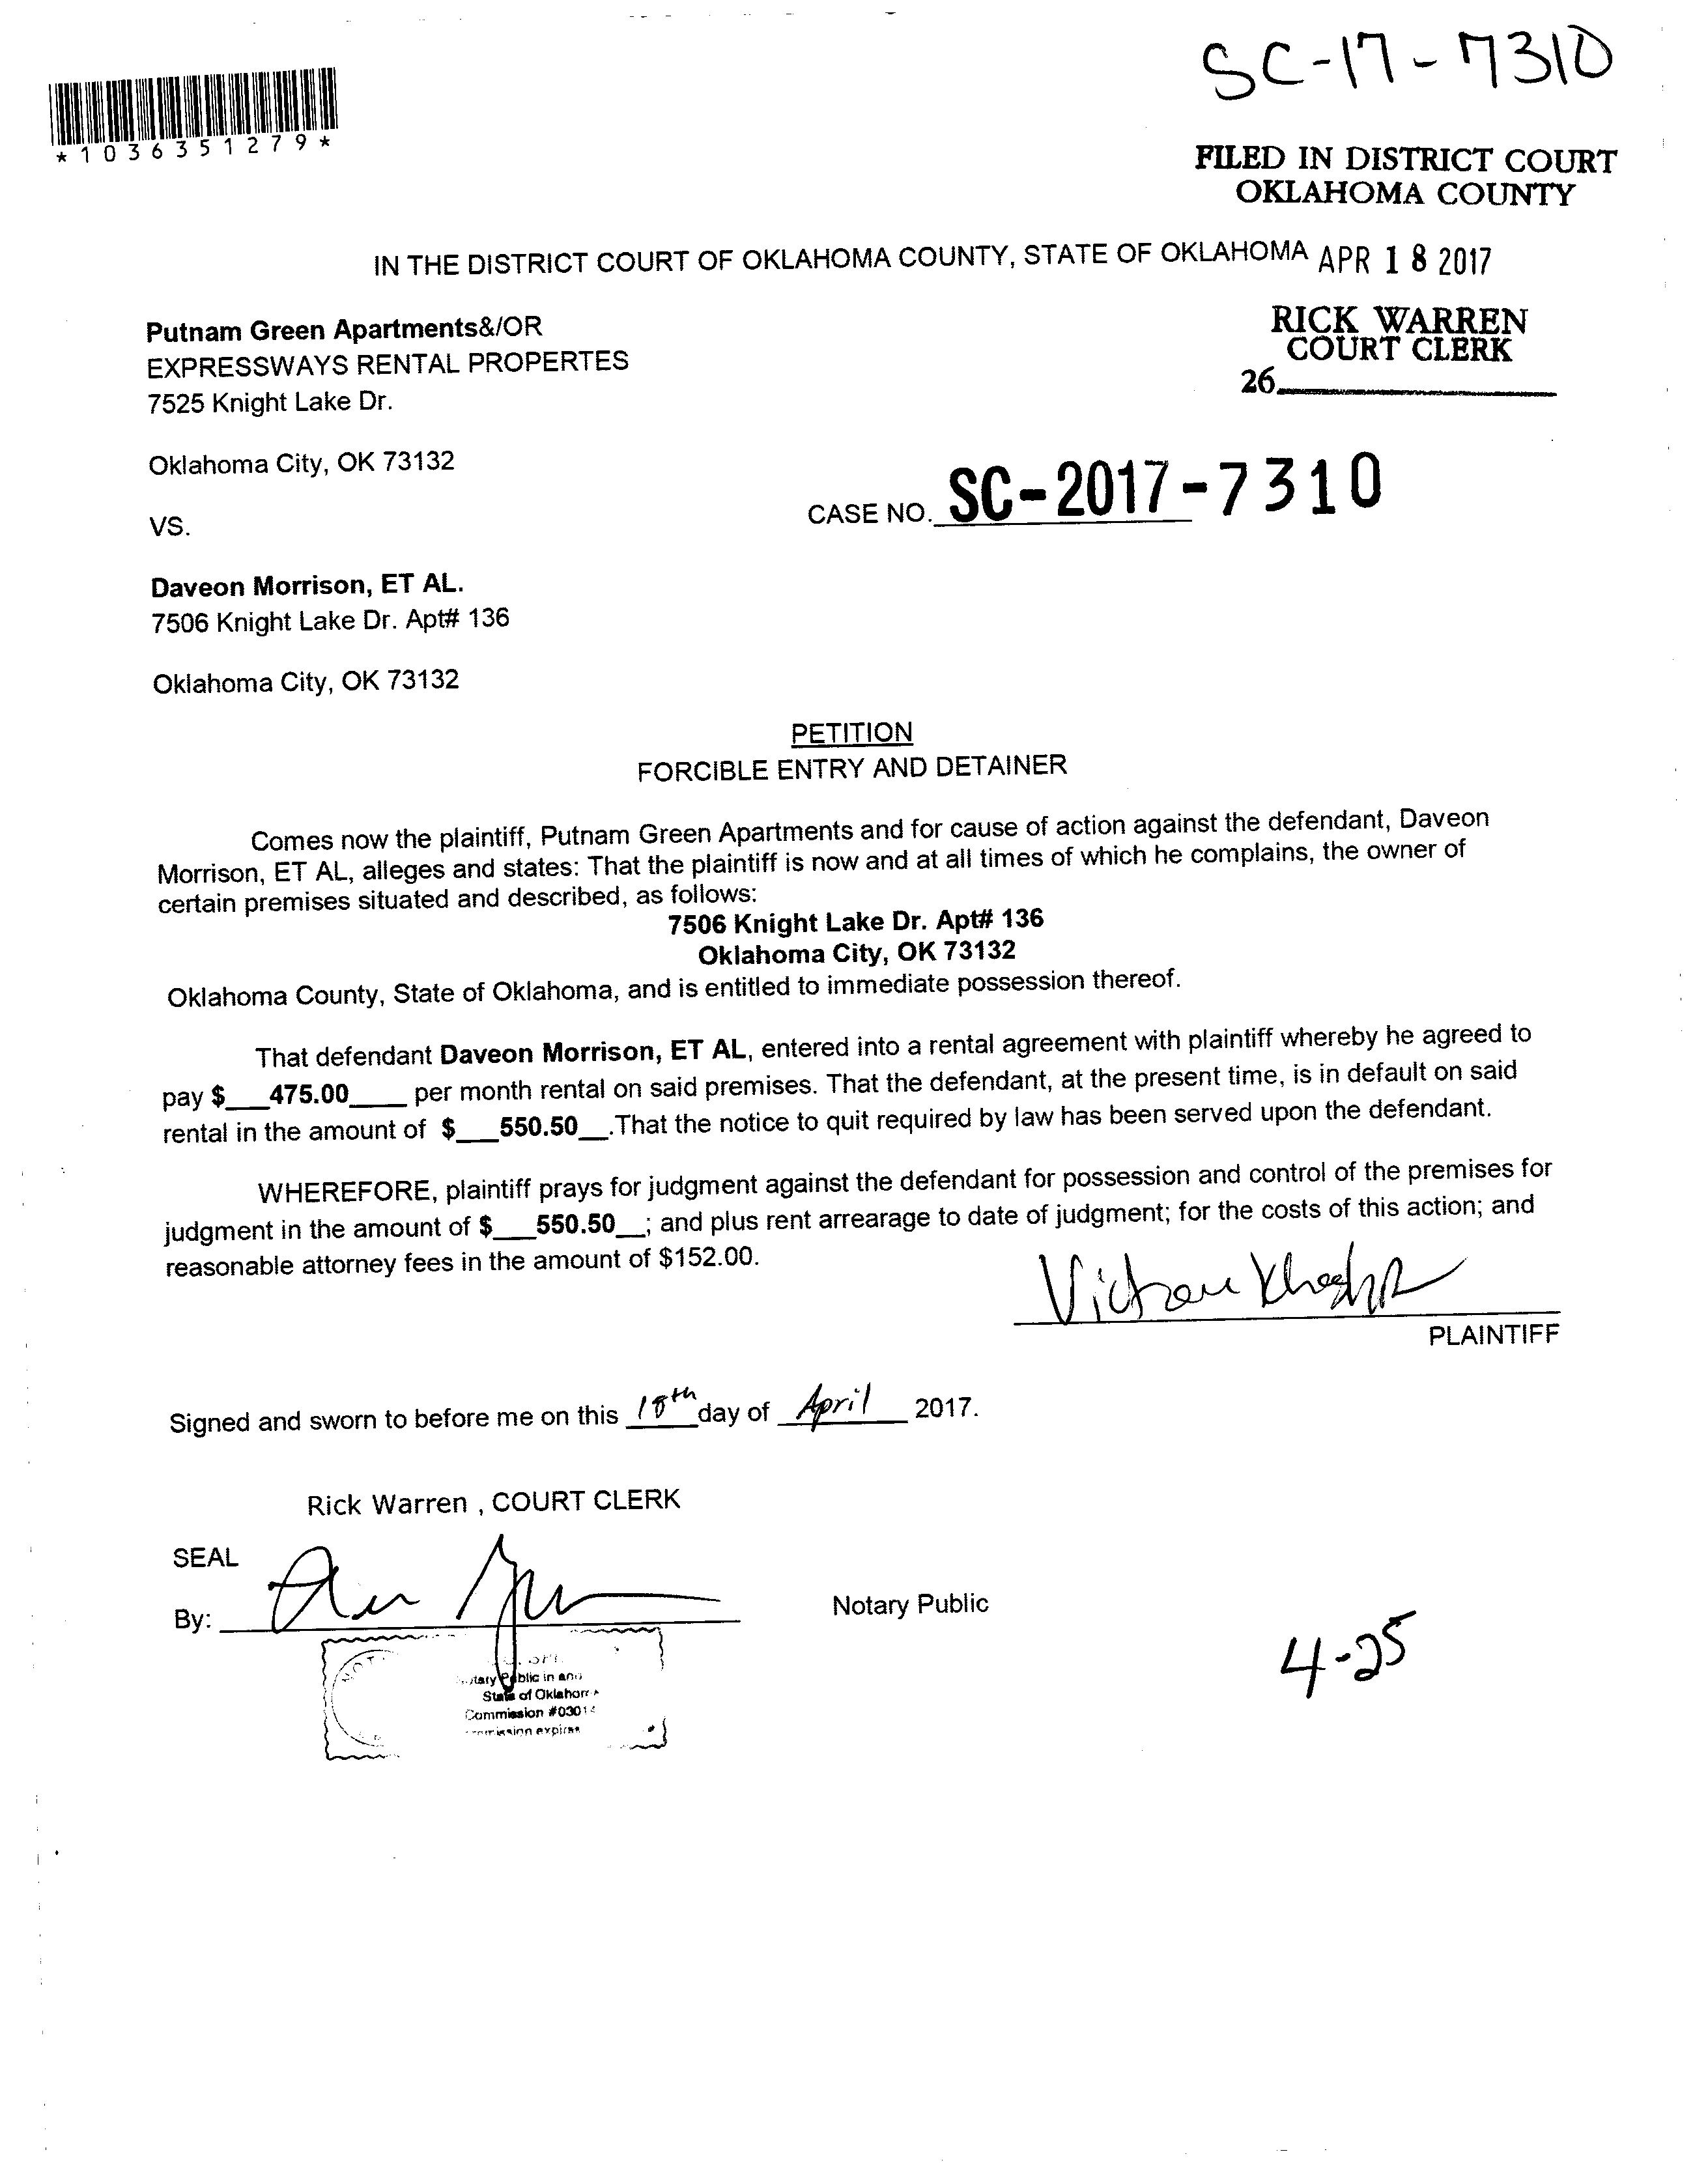 SC-17-7310
*1036351279*
FILED IN DISTRICT COURT
OKLAHOMA COUNTY
IN THE DISTRICT COURT OF OKLAHOMA COUNTY, STATE OF OKLAHOMA APR 18 2017
Putnam Green Apartments&/OR
EXPRESSWAYS RENTAL PROPERTES
7525 Knight Lake Dr.
RICK WARREN
COURT CLERK
26
Oklahoma City, OK 73132
CASE NO. SC-2017-7310
VS.
Daveon Morrison, ET AL.
7506 Knight Lake Dr. Apt# 136
Oklahoma City, OK 73132
PETITION
FORCIBLE ENTRY AND DETAINER
Comes now the plaintiff, Putnam Green Apartments and for cause of action against the defendant, Daveon
Morrison, ET AL, alleges and states: That the plaintiff is now and at all times of which he complains, the owner of
certain premises situated and described, as follows:
7506 Knight Lake Dr. Apt# 136
Oklahoma City, OK 73132
Oklahoma County, State of Oklahoma, and is entitled to immediate possession thereof.
That defendant Daveon Morrison, ET AL, entered into a rental agreement with plaintiff whereby he agreed to
pay $___475.00____ per month rental on said premises. That the defendant, at the present time, is in default on said
rental in the amount of $___550.50__.That the notice to quit required by law has been served upon the defendant.
WHEREFORE, plaintiff prays for judgment against the defendant for possession and control of the premises for
judgment in the amount of $___550.50__; and plus rent arrearage to date of judgment; for the costs of this action; and
reasonable attorney fees in the amount of $152.00.
PLAINTIFF
Signed and sworn to before me on this 18th day of April 2017.
Rick Warren , COURT CLERK
SEAL
By:
Notary Public
4-25
State of Oklahom
Commission #0301
expires